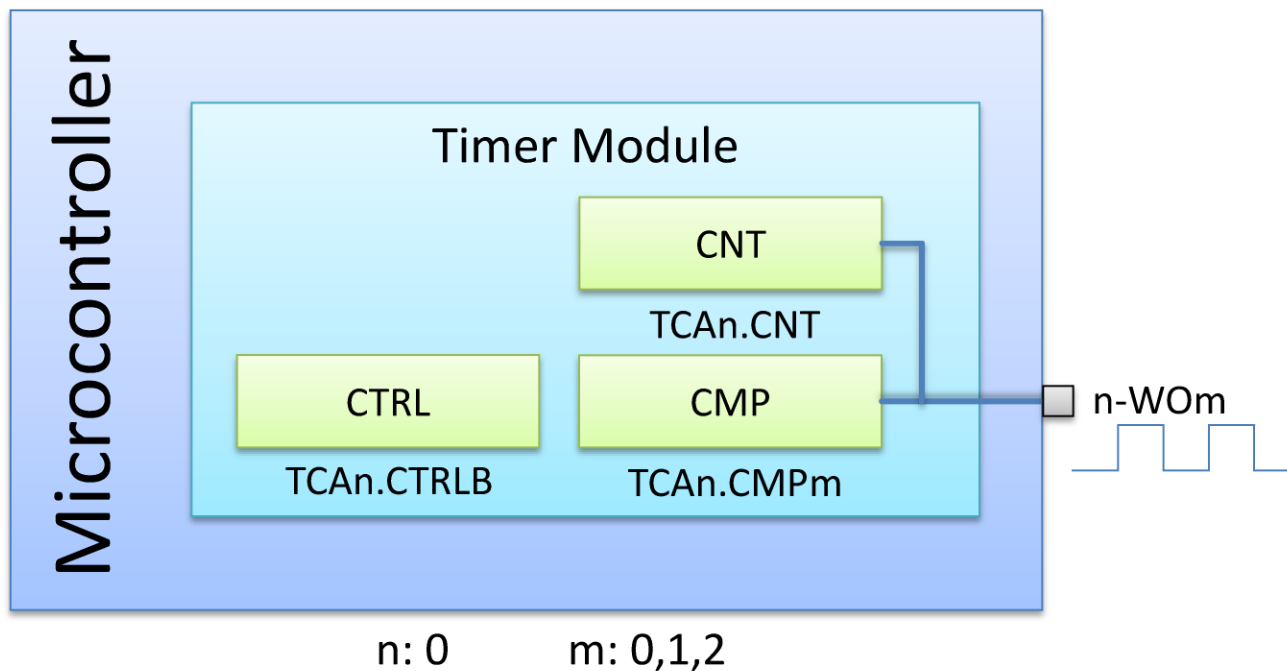 Microcontroller
Timer Module
CNT
TCAn.CNT
CTRL
CMP
n-WOm
TCAn.CTRLB
TCAn.CMPm
n: 0
m: 0,1,2